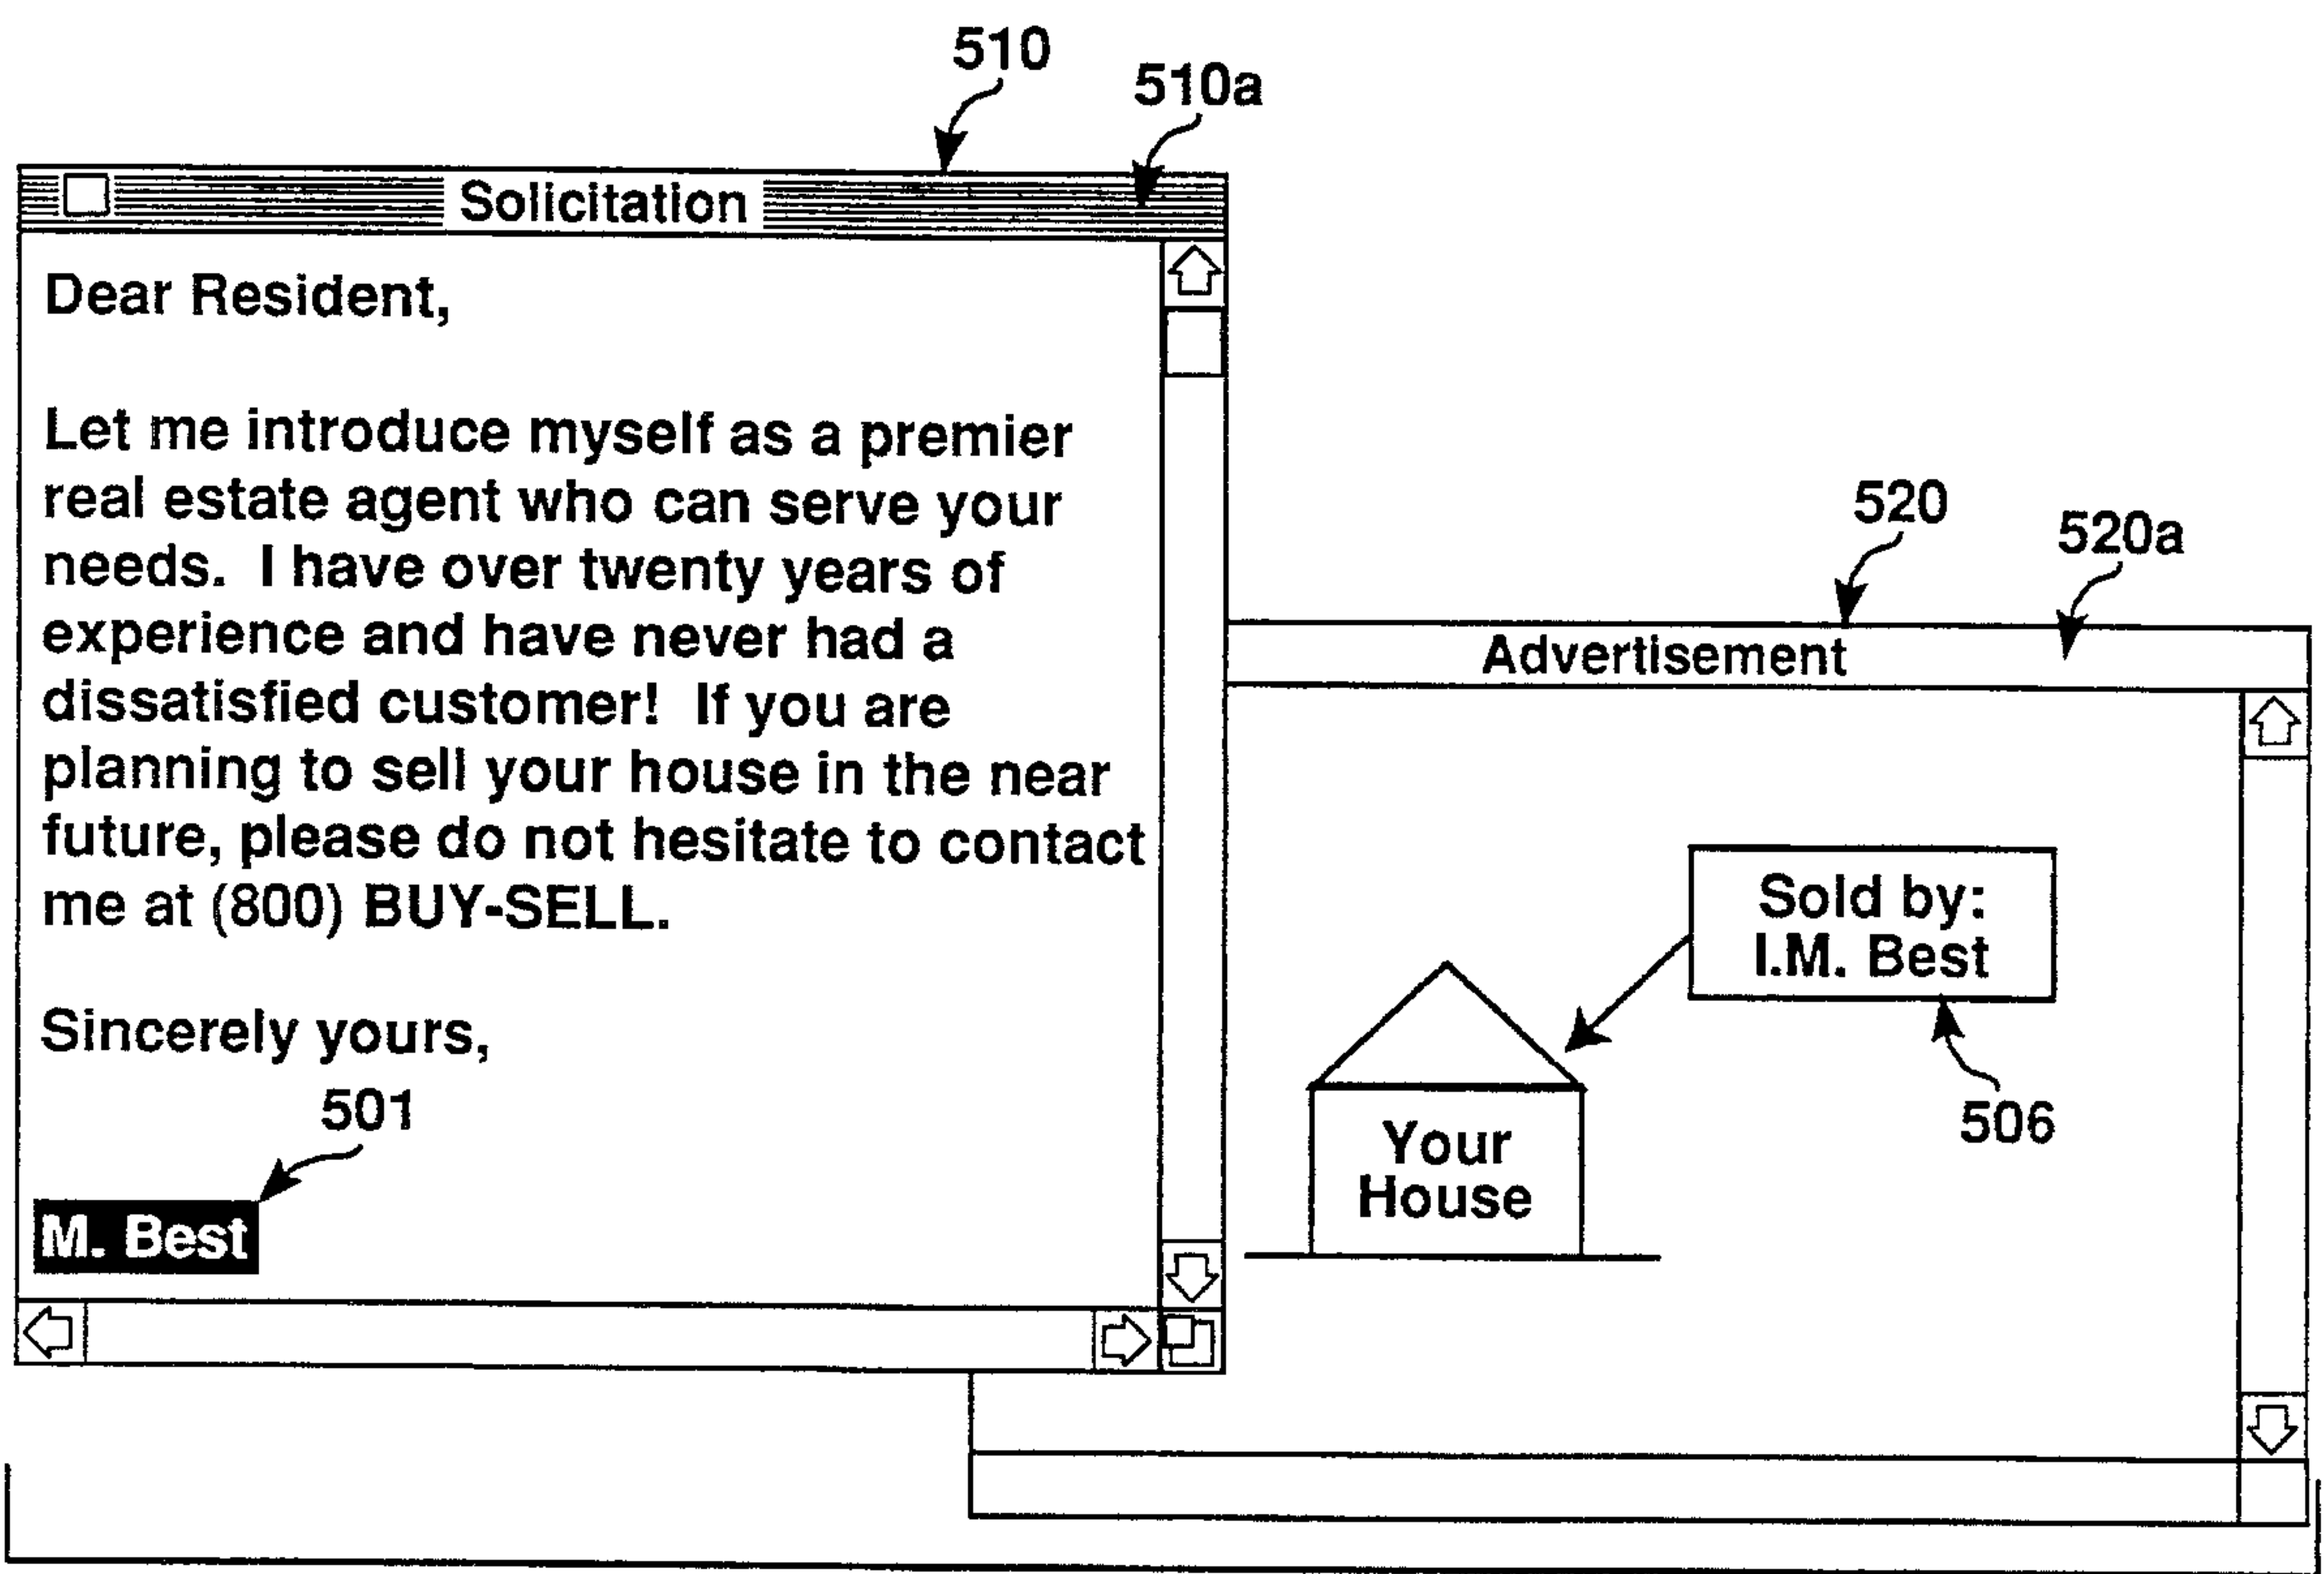 510
510a
Solicitation
Dear Resident,
Let me introduce myself as a premier
real estate agent who can serve your
needs.  I have over twenty years of
experience and have never had a
dissatisfied customer!  If you are
planning to sell your house in the near
future, please do not hesitate to contact
me at (800) BUY-SELL.
Sincerely yours,
501
M. Best
520
520a
Advertisement
Sold by:
I.M. Best
506
Your
House